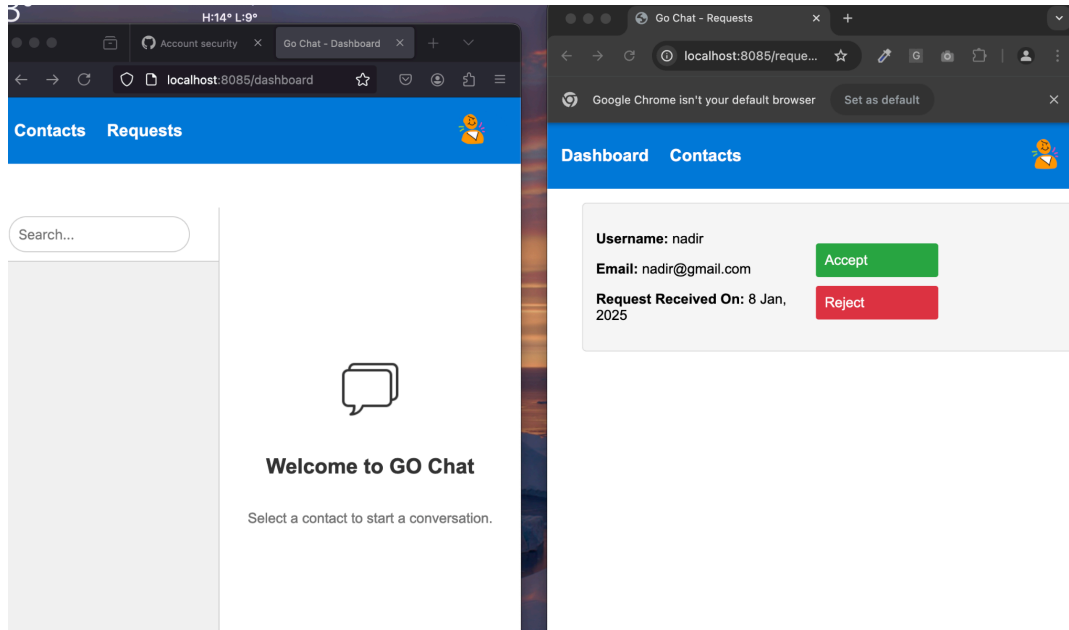 3°
H:14° L:9°
Account security
Go Chat - Dashboard
localhost:8085/dashboard
Contacts
Requests
Search...
Welcome to GO Chat
Select a contact to start a conversation.
Go Chat - Requests
localhost:8085/reque...
G
Google Chrome isn't your default browser
Set as default
Dashboard
Contacts
Username: nadir
Email: nadir@gmail.com
Request Received On: 8 Jan,
2025
Accept
Reject